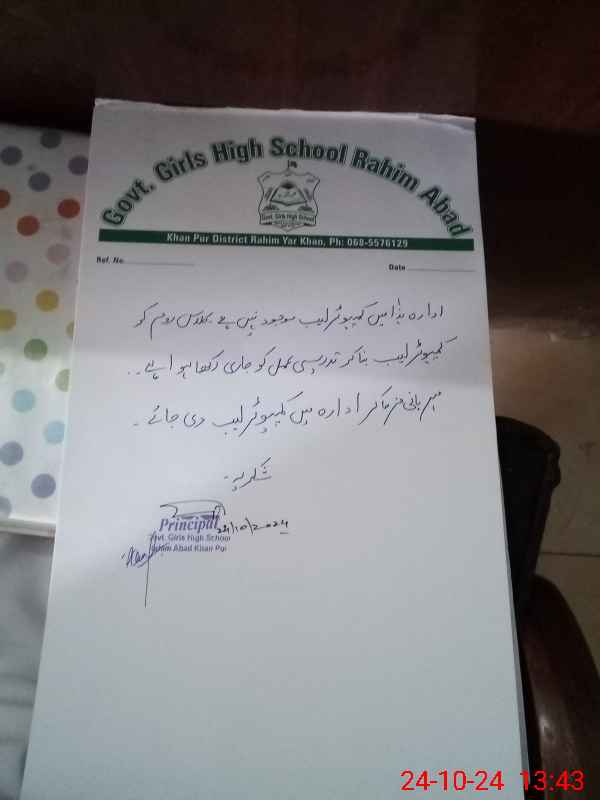 Govt. Girls High School Rahim Abad
Govt. Girls High School
Khan Pur District Rahim Yar Khan, Ph: 068-5576129
Ref. No.
Date
ادارہ ہذا میں کمپیوٹر لیب موجود نہیں ہے۔ کلاس روم کو
کمپیوٹر لیب بنا کر تدریسی عمل کو جاری رکھا ہوا ہے۔
مہربانی فرما کر ادارہ میں کمپیوٹر لیب دی جائے۔
شکریہ
Principal
24/10/2024
Govt. Girls High School
Rahim Abad Khan Pur
24-10-24 13:43